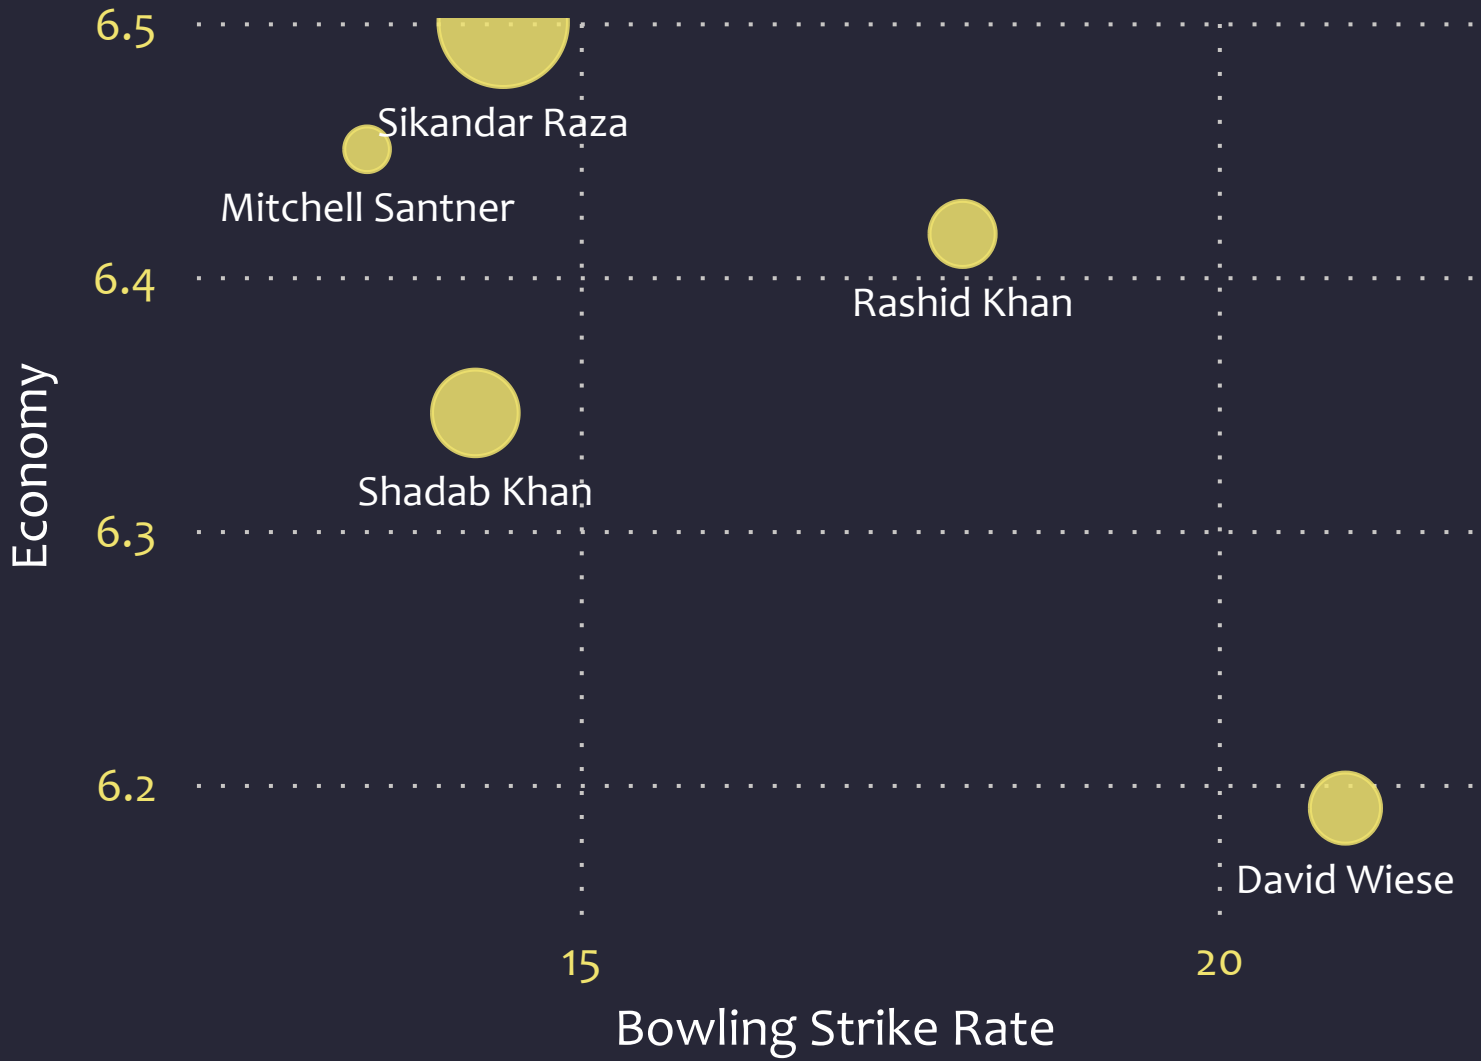 6.5
Sikandar Raza
Mitchell Santner
6.4
Rashid Khan
Economy
Shadab Khan
6.3
6.2
David Wiese
15
20
Bowling Strike Rate